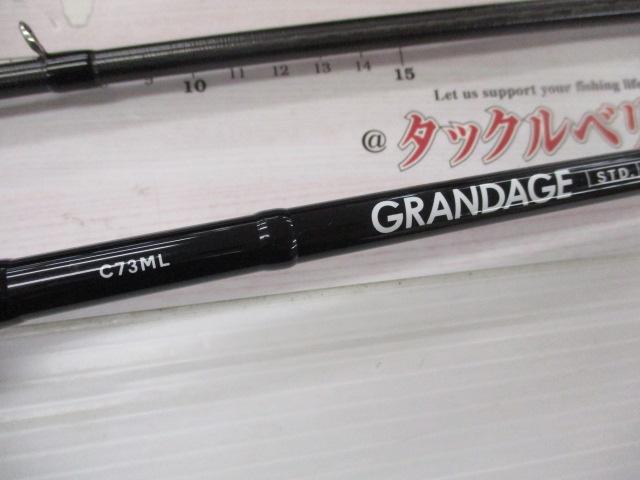 10 11 12 13 14 15
Let us support your fishing life
@ タックルベリ
GRANDAGE STD.
C73ML